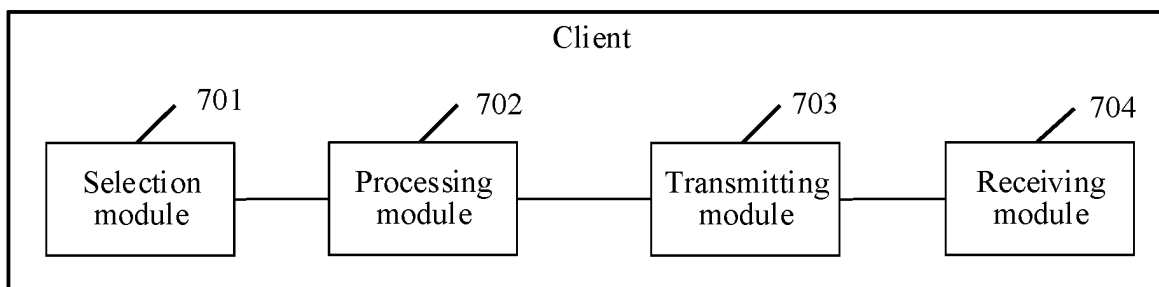 Client
701
702
703
704
Selection
module
Processing
module
Transmitting
module
Receiving
module